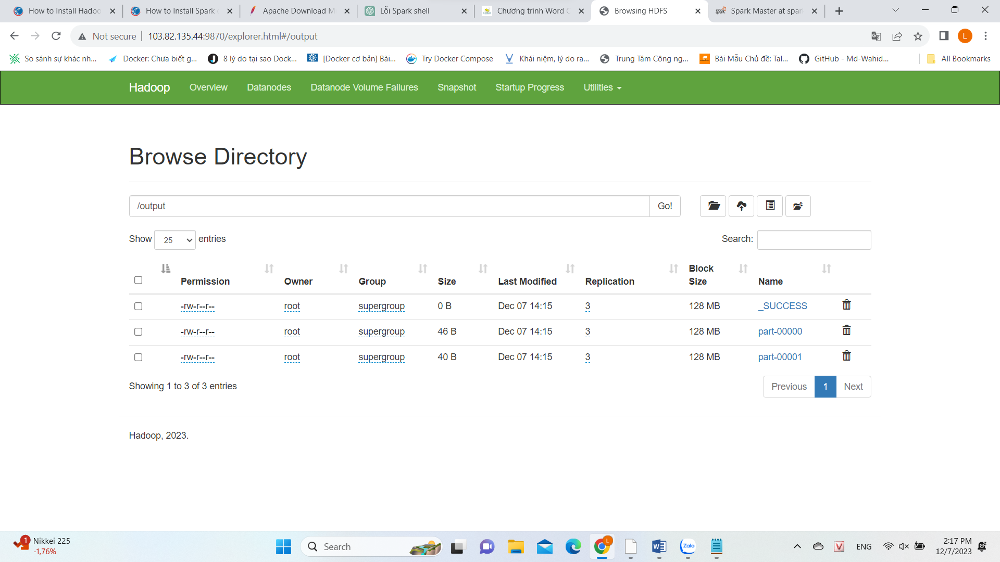 How to Install Hadoo
How to Install Spark
Apache Download Mi
Lỗi Spark shell
Chương trình Word C
Browsing HDFS
Spark Master at spar
Not secure
103.82.135.44:9870/explorer.html#/output
L
So sánh sự khác nh...
Docker: Chưa biết g...
8 lý do tại sao Dock...
[Docker cơ bản] Bài...
Try Docker Compose
Khái niệm, lý do ra...
Trung Tâm Công ng...
Bài Mẫu Chủ đề: Tal...
GitHub - Md-Wahid...
All Bookmarks
Hadoop Overview Datanodes Datanode Volume Failures Snapshot Startup Progress Utilities
Browse Directory
/output Go!
Show 25 entries Search:
Permission Owner Group Size Last Modified Replication Block Size Name
-rw-r--r-- root supergroup 0 B Dec 07 14:15 3 128 MB _SUCCESS
-rw-r--r-- root supergroup 46 B Dec 07 14:15 3 128 MB part-00000
-rw-r--r-- root supergroup 40 B Dec 07 14:15 3 128 MB part-00001
Showing 1 to 3 of 3 entries Previous 1 Next
Hadoop, 2023.
1
Nikkei 225
-1,76%
Search
L
Zalo
V
ENG
2:17 PM
12/7/2023